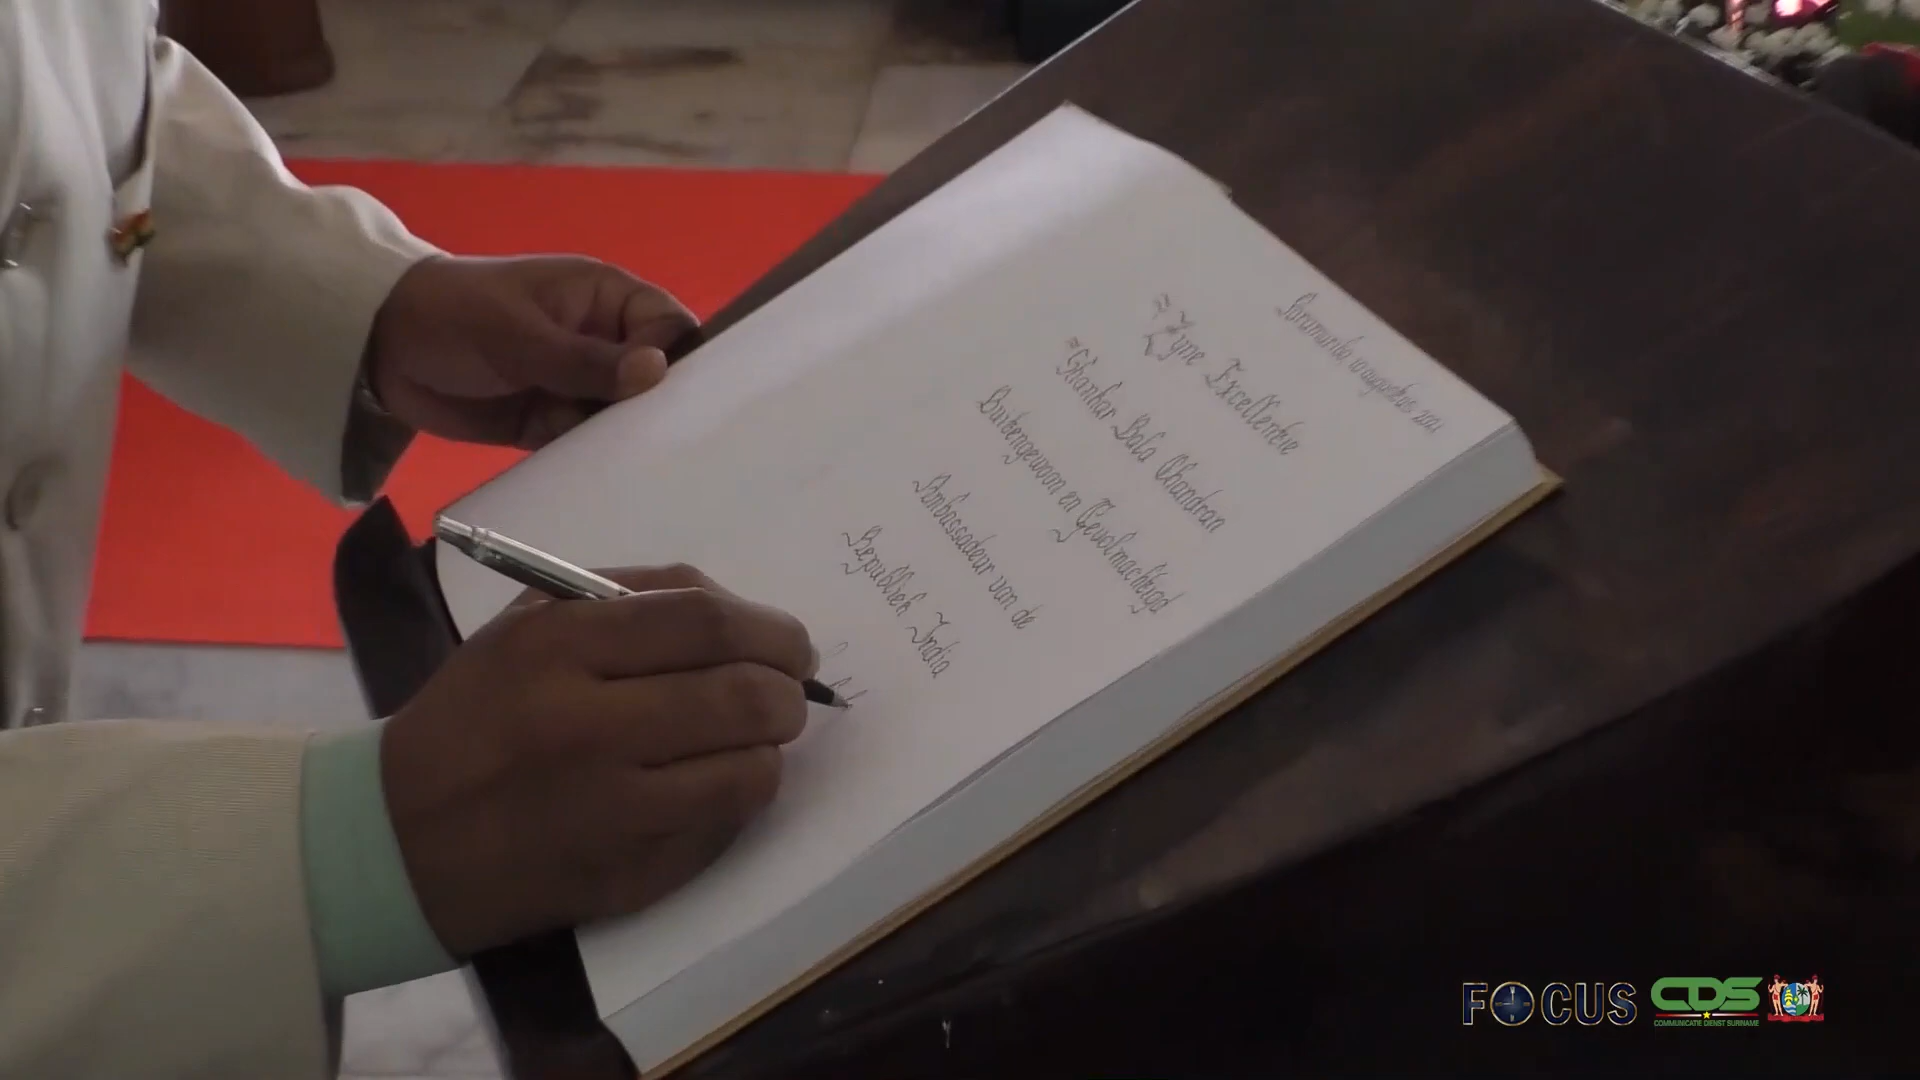 Paramaribo, 10 augustus 2021
Zyne Excellentie
Shankar Bala Chandran
Buitengewoon en Gevolmachtigd
Ambassadeur van de
Republiek India
FOCUS
CDS
COMMUNICATIE DIENST SURINAME